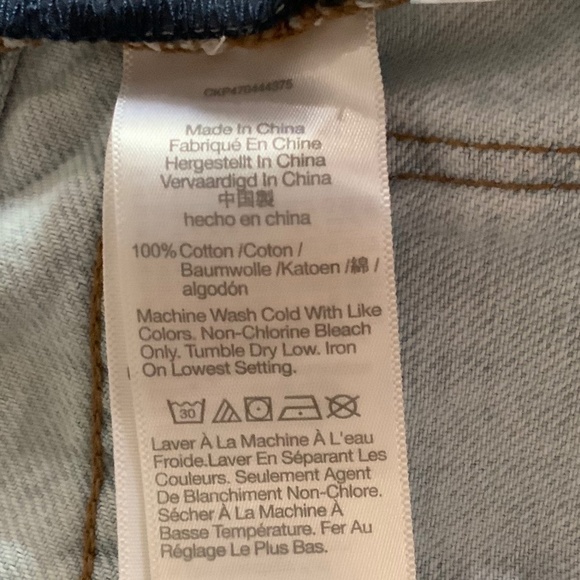 CKP470444375
Made In China
Fabriqué En Chine
Hergestellt In China
Vervaardigd In China
中国製
hecho en china
100% Cotton /Coton /
Baumwolle /Katoen /綿 /
algodón
Machine Wash Cold With Like
Colors. Non-Chlorine Bleach
Only. Tumble Dry Low. Iron
On Lowest Setting.
30
Laver À La Machine À L'eau
Froide.Laver En Séparant Les
Couleurs. Seulement Agent
De Blanchiment Non-Chlore.
Sécher À La Machine À
Basse Température. Fer Au
Réglage Le Plus Bas.